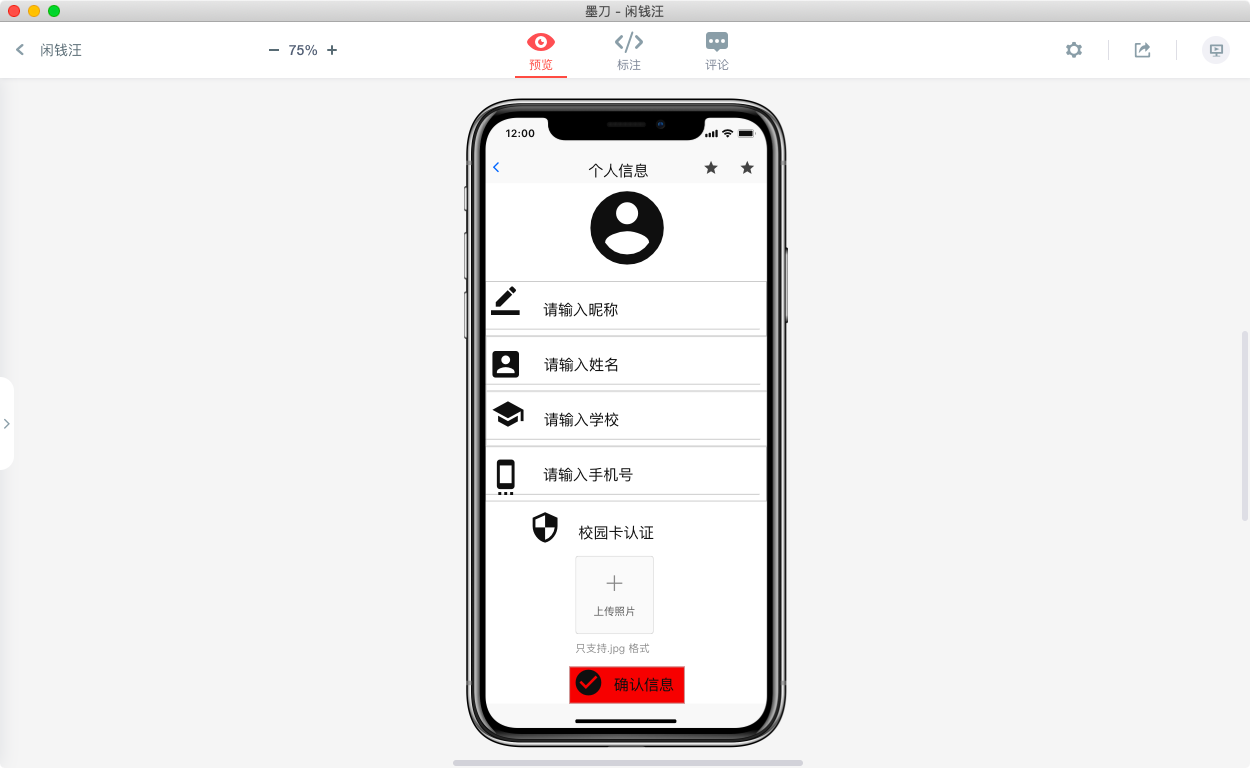 墨刀 - 闲钱汪
闲钱汪
75%
预览
标注
评论
12:00
个人信息
请输入昵称
请输入姓名
请输入学校
请输入手机号
校园卡认证
上传照片
只支持.jpg 格式
确认信息